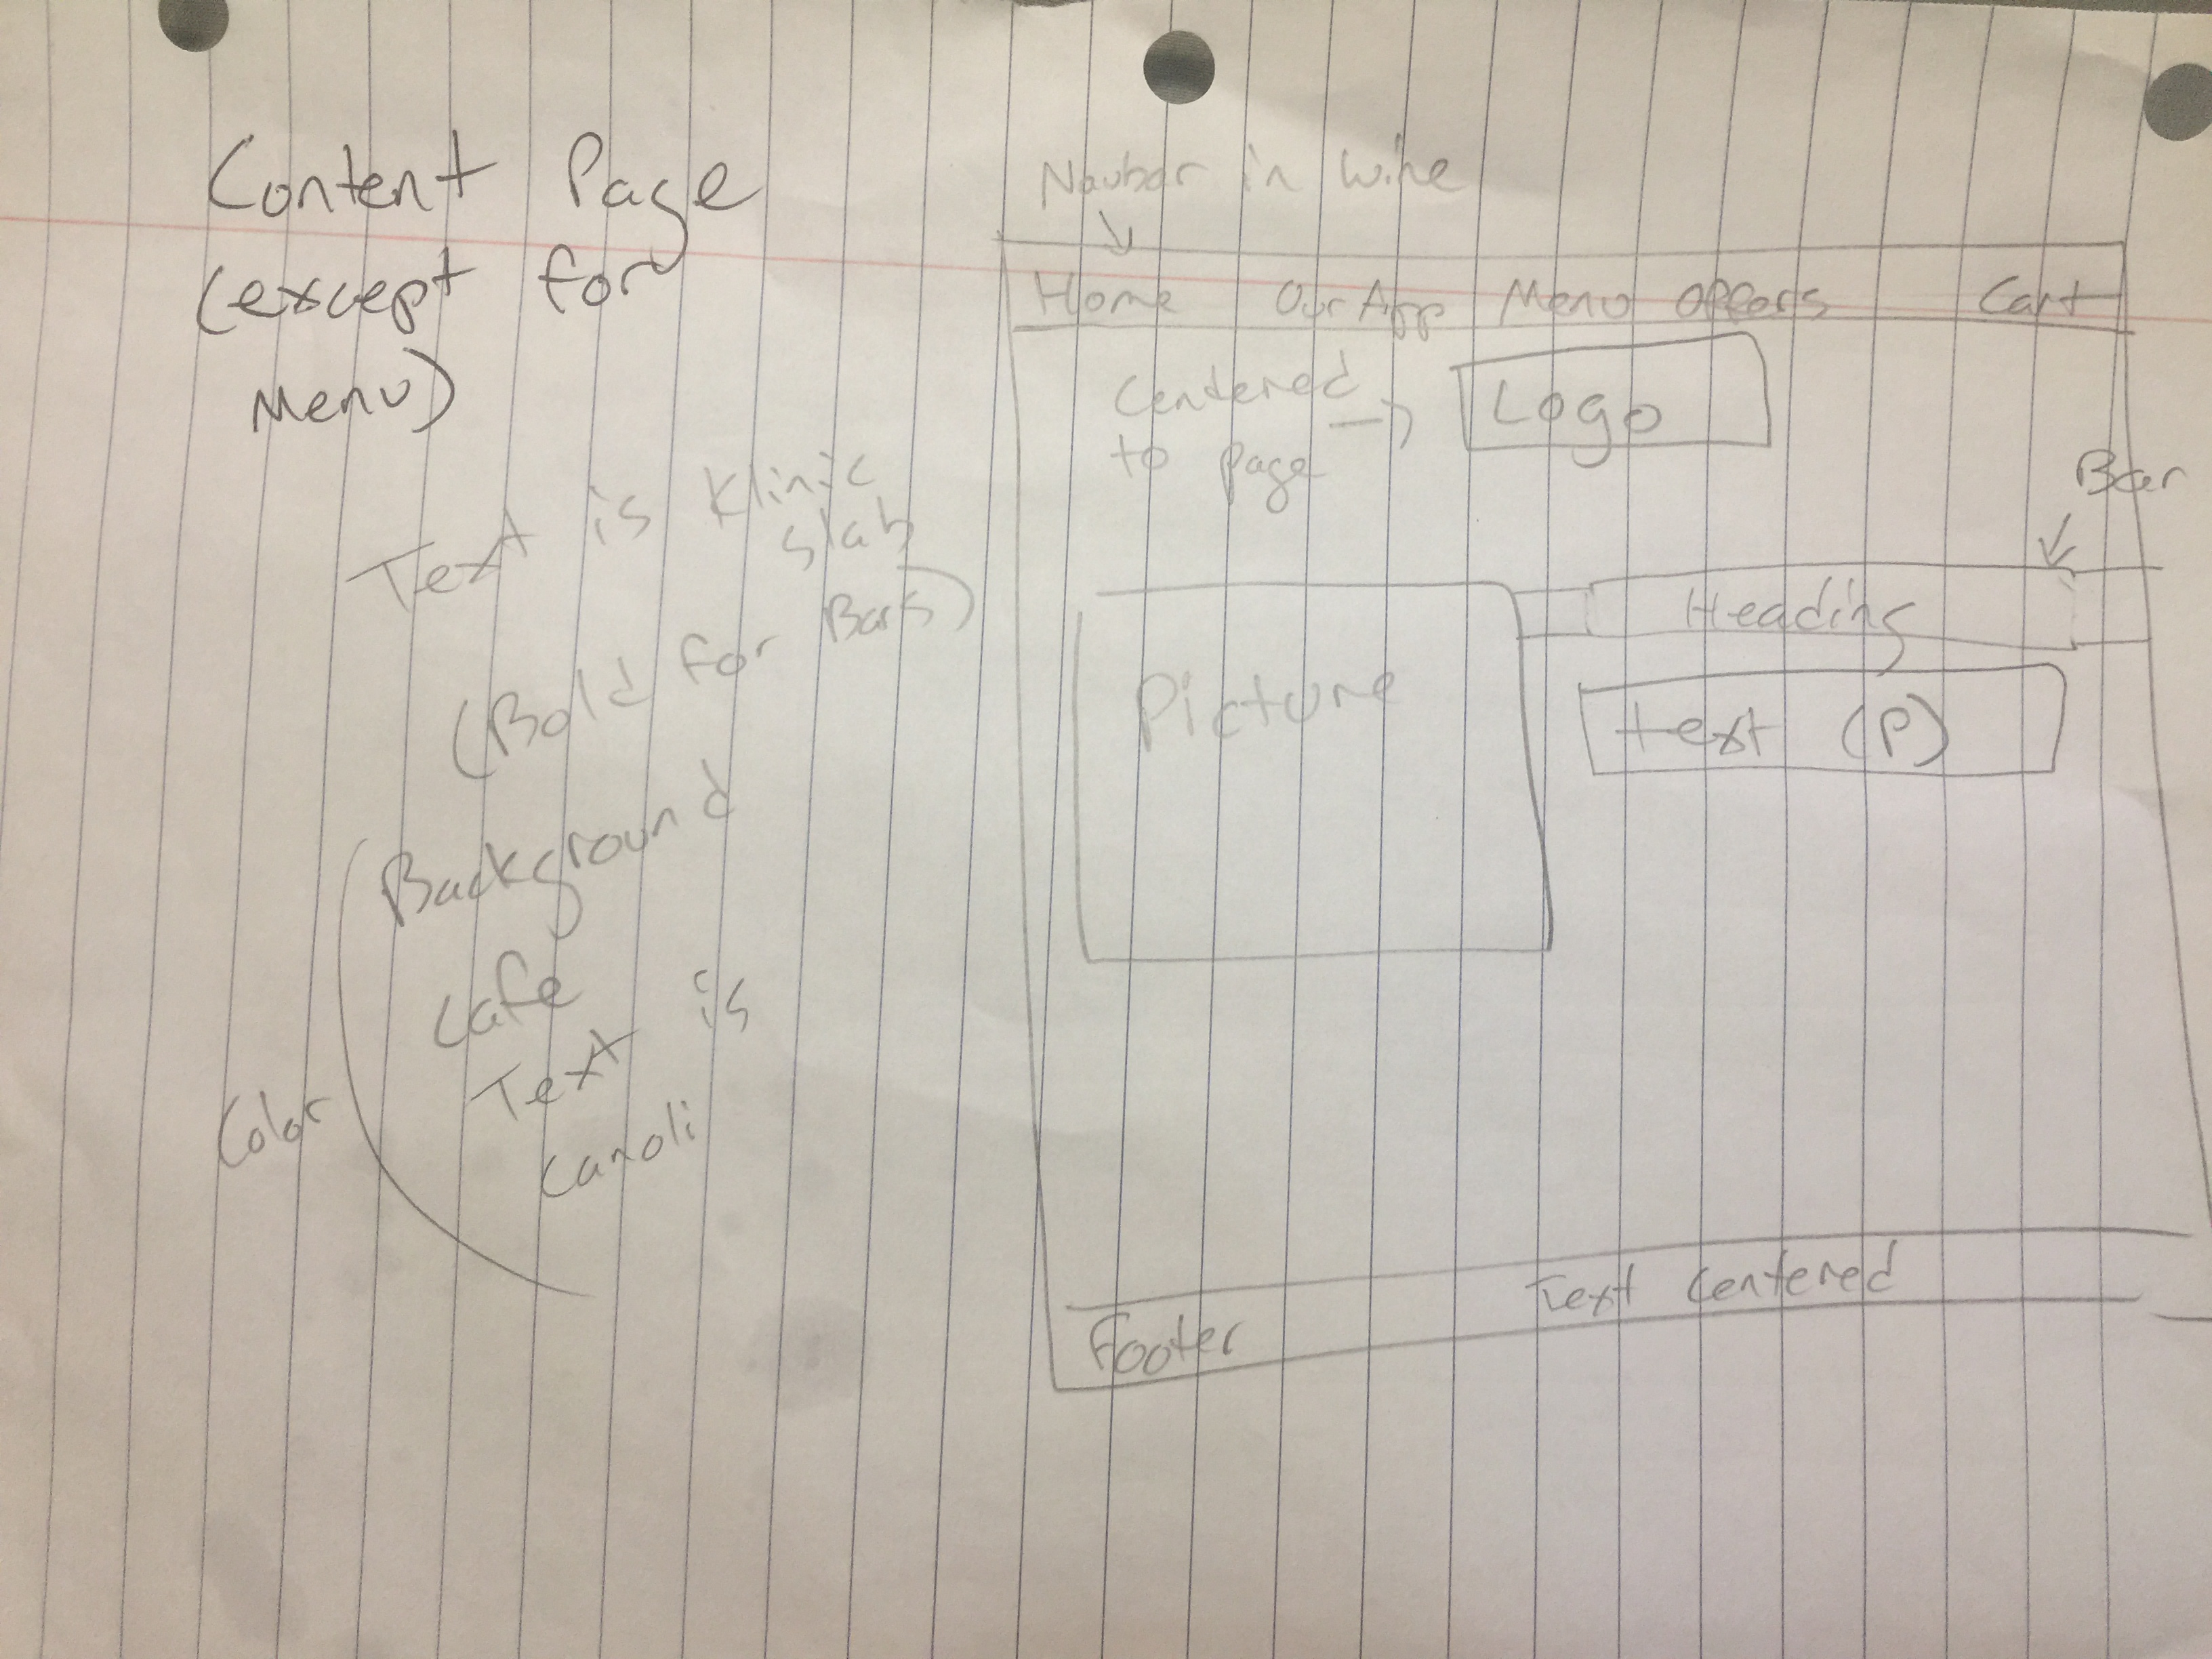 Content Page
(except for
Menu)
Text is Klinic
slab
(Bold for Bars)
Background
Cafe
Text is
Canoli
Color
Navbar in Wine
Home Our App Menu Offers Cart
Centered
to page
Logo
Bar
Heading
Picture
text (P)
Text Centered
Footer